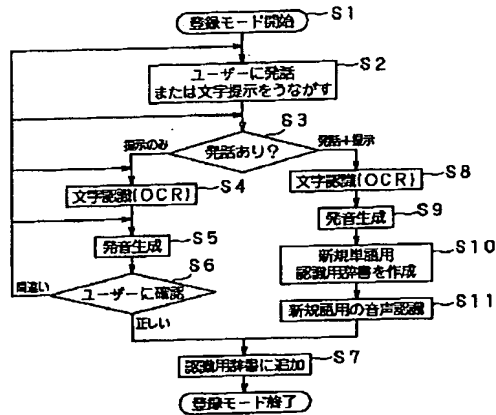 登録モード開始
S1
ユーザーに発話
または文字提示をうながす
S2
発話あり?
S3
提示のみ
発話+提示
文字認識(OCR)
S4
文字認識(OCR)
S8
発音生成
S5
発音生成
S9
ユーザーに確認
S6
間違い
正しい
新規単語用
認識用辞書を作成
S10
新規語用の音声認識
S11
認識用辞書に追加
S7
登録モード終了